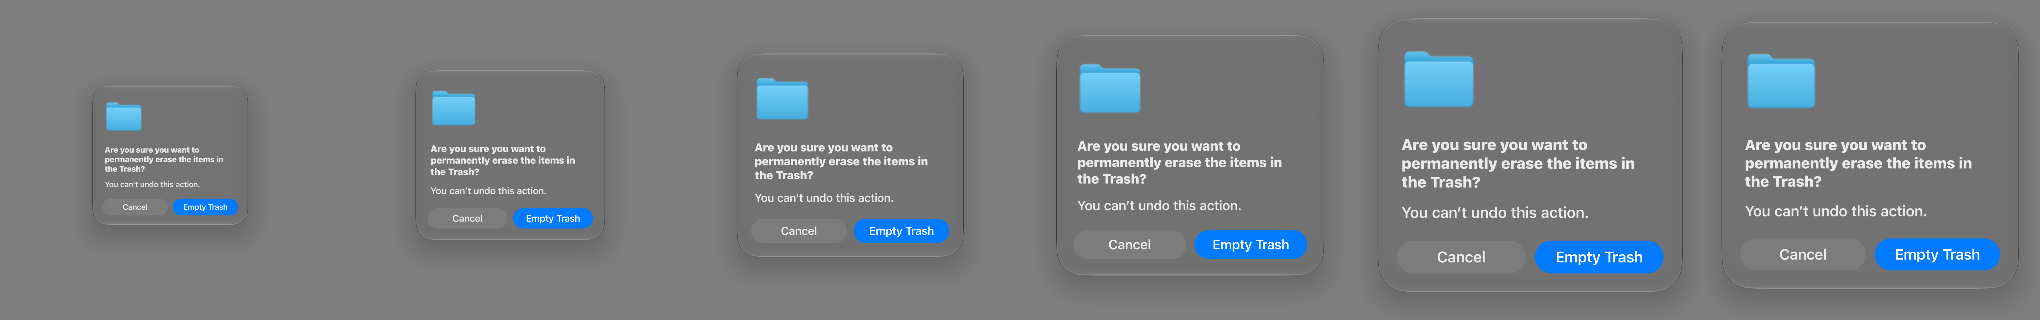 Are you sure you want to
permanently erase the items in
the Trash?
You can't undo this action.
Cancel
Empty Trash
Are you sure you want to
permanently erase the items in
the Trash?
You can't undo this action.
Cancel
Empty Trash
Are you sure you want to
permanently erase the items in
the Trash?
You can't undo this action.
Cancel
Empty Trash
Are you sure you want to
permanently erase the items in
the Trash?
You can't undo this action.
Cancel
Empty Trash
Are you sure you want to
permanently erase the items in
the Trash?
You can't undo this action.
Cancel
Empty Trash
Are you sure you want to
permanently erase the items in
the Trash?
You can't undo this action.
Cancel
Empty Trash